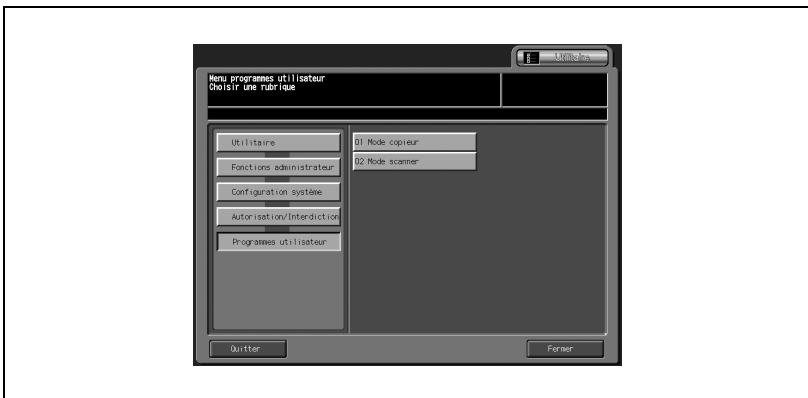 Utilitaire
Menu programmes utilisateur
Choisir une rubrique
Utilitaire
01 Mode copieur
Fonctions administrateur
02 Mode scanner
Configuration système
Autorisation/Interdiction
Programmes utilisateur
Quitter
Fermer